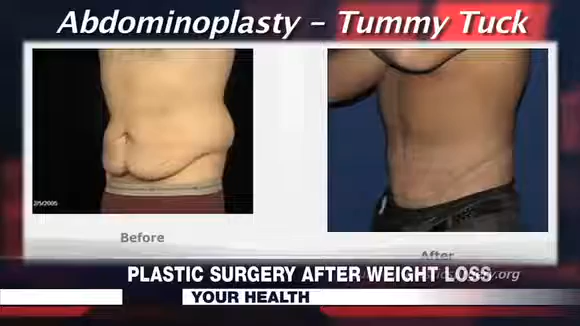 Abdominoplasty – Tummy Tuck
2/5/2005
Before
After
PLASTIC SURGERY AFTER WEIGHT LOSS
YOUR HEALTH